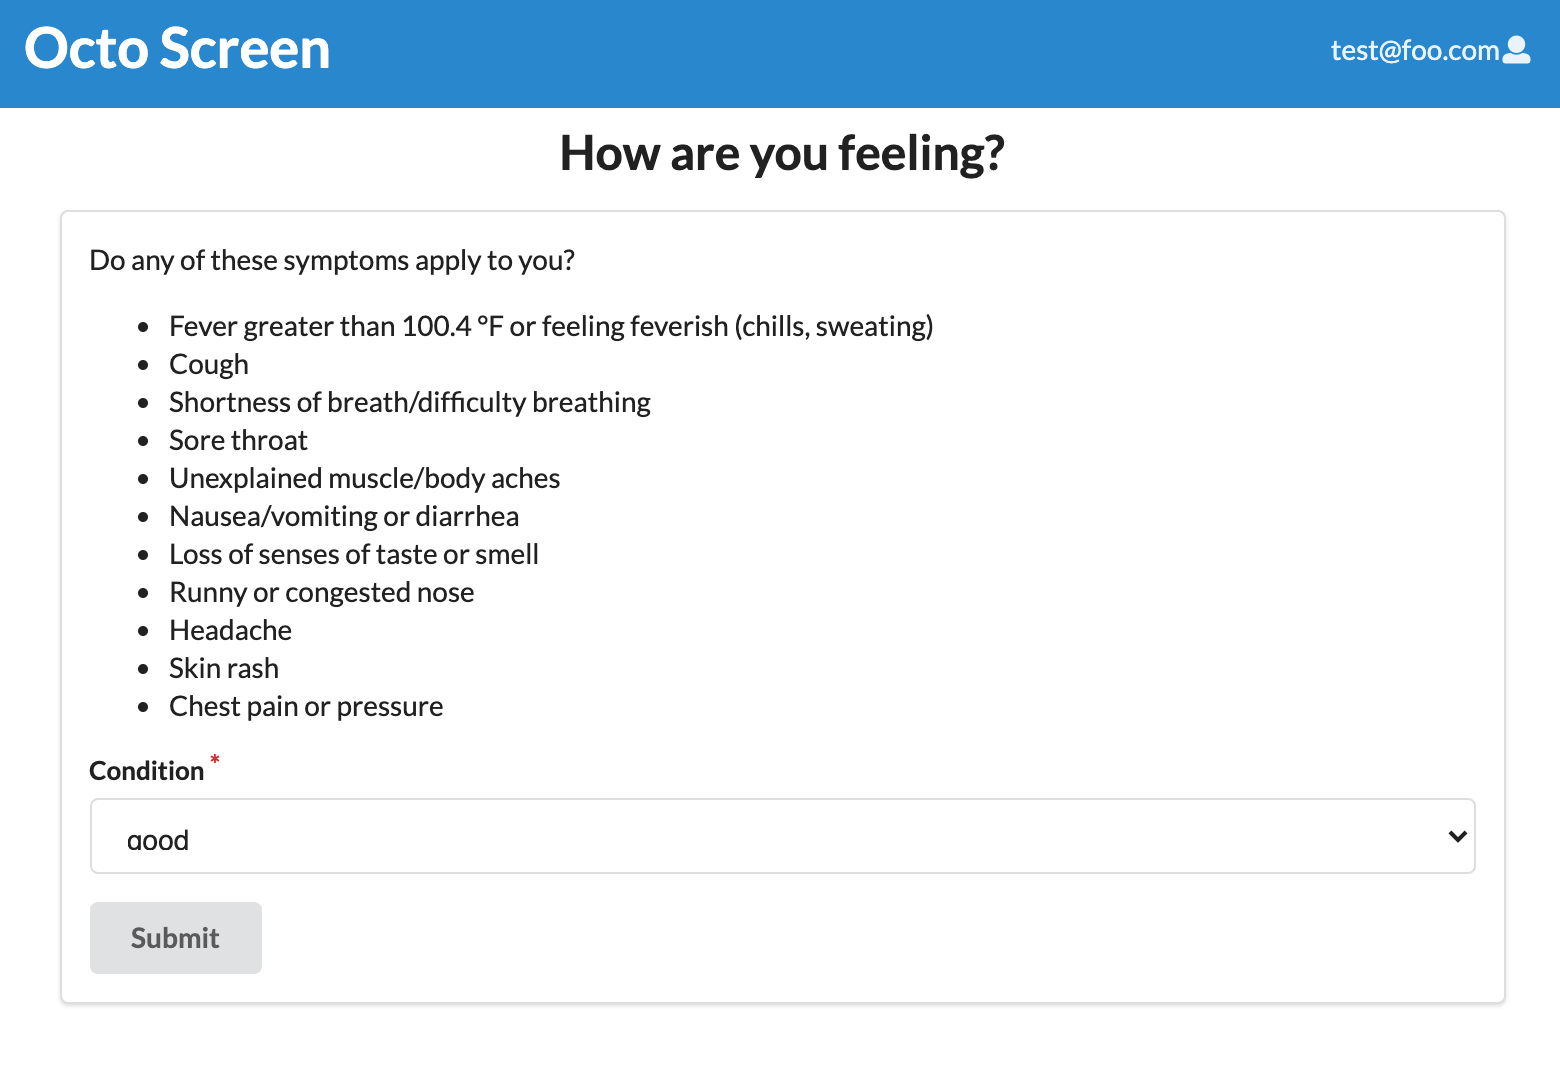 Octo Screen
test@foo.com
How are you feeling?
Do any of these symptoms apply to you?
• Fever greater than 100.4 °F or feeling feverish (chills, sweating)
• Cough
• Shortness of breath/difficulty breathing
• Sore throat
• Unexplained muscle/body aches
• Nausea/vomiting or diarrhea
• Loss of senses of taste or smell
• Runny or congested nose
• Headache
• Skin rash
• Chest pain or pressure
Condition *
good
Submit